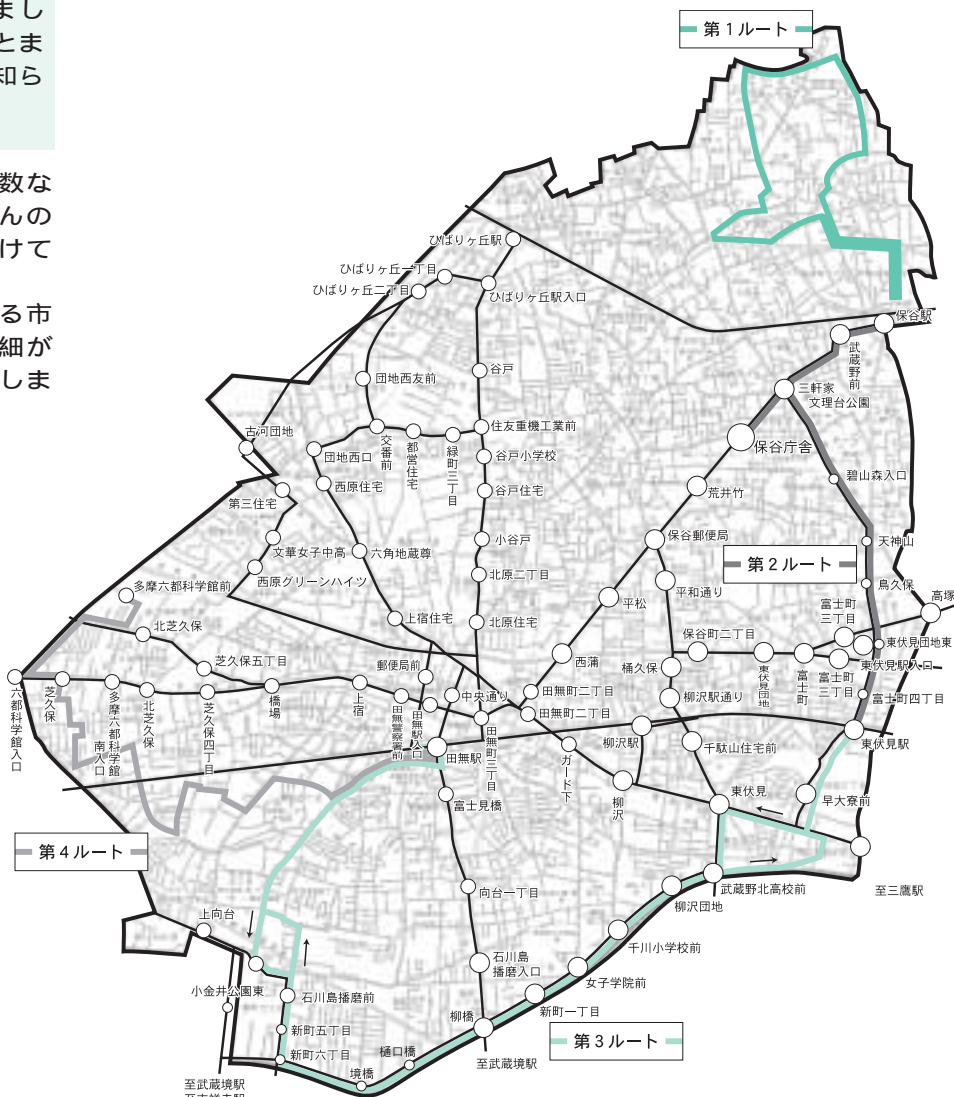 まし
とま
知ら
数な
んの
けて
る市
細が
しま
第1ルート
ひばりヶ丘駅
ひばりヶ丘一丁目
ひばりヶ丘二丁目
ひばりヶ丘駅入口
保谷駅
武蔵野前
谷戸
団地西友前
三軒家
文理台公園
古河団地
団地西口
交番前
都営住宅
緑町三丁目
住友重機工業前
保谷庁舎
谷戸小学校
碧山森入口
第三住宅
西原住宅
谷戸住宅
荒井竹
文華女子中高
六角地蔵尊
小谷戸
保谷郵便局
天神山
第2ルート
西原グリーンハイツ
北原二丁目
多摩六都科学館前
平和通り
鳥久保
平松
富士町
三丁目
高塚
上宿住宅
北原住宅
北芝久保
保谷町二丁目
東伏見団地東
芝久保五丁目
郵便局前
西蒲
桶久保
東伏見団地
富士町
富士町
三丁目
東伏見駅入口
六都科学館入口
芝久保
多摩六都科学館
南入口
北芝久保
芝久保四丁目
橋場
上宿
田無警察署前
田無駅入口
中央通り
田無町二丁目
田無町二丁目
柳沢駅通り
富士町四丁目
田無町三丁目
柳沢駅
千駄山住宅前
東伏見駅
田無駅
ガード下
富士見橋
柳沢
東伏見
早大寮前
第4ルート
武蔵野北高校前
至三鷹駅
向台一丁目
柳沢団地
上向台
千川小学校前
石川島
播磨入口
女子学院前
小金井公園東
石川島播磨前
新町一丁目
新町五丁目
柳橋
第3ルート
新町六丁目
樋口橋
至武蔵境駅
境橋
至武蔵境駅